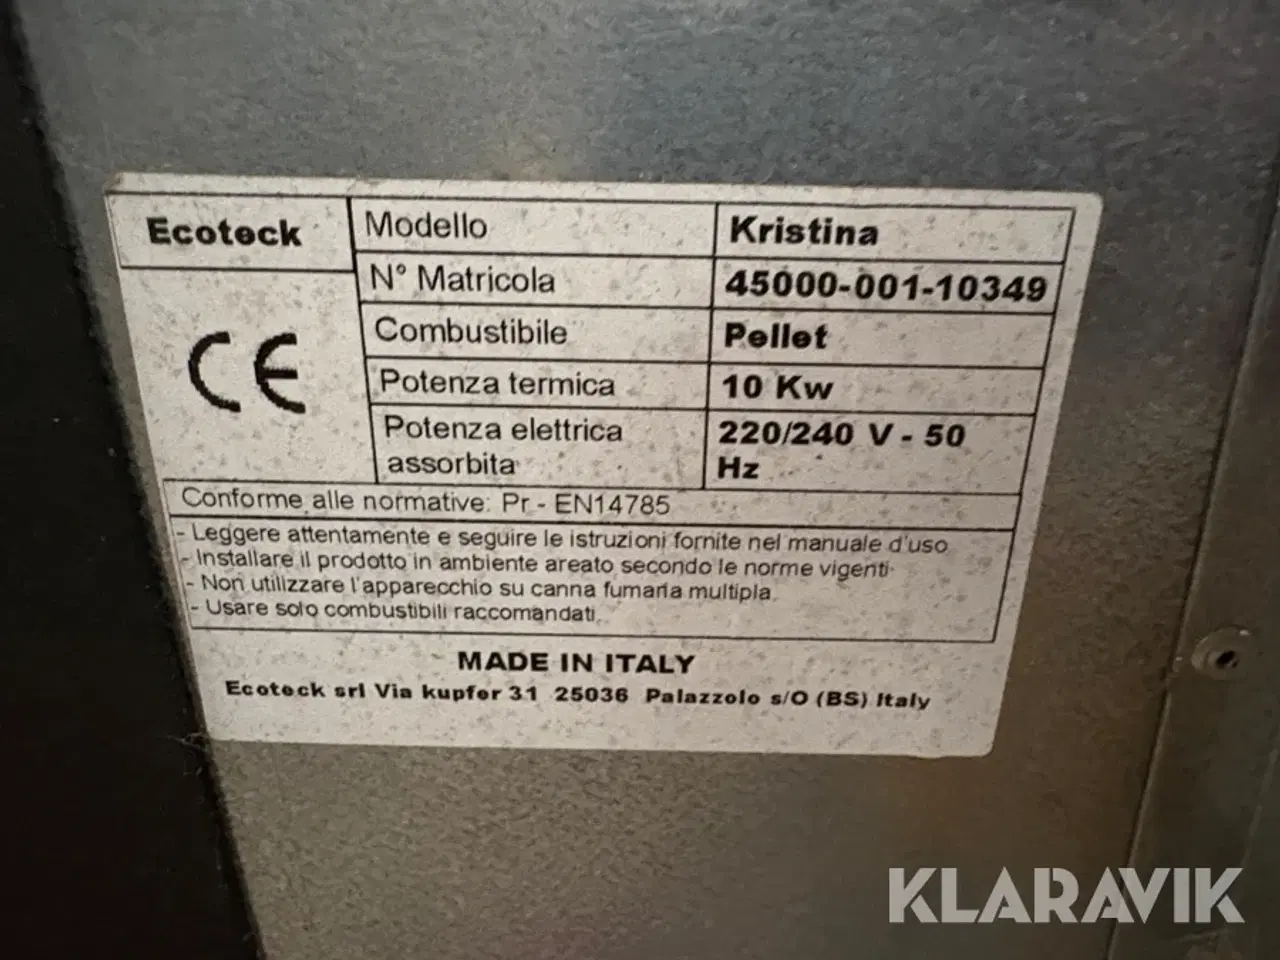 Ecoteck
Modello Kristina
N° Matricola 45000-001-10349
Combustibile Pellet
Potenza termica 10 Kw
Potenza elettrica assorbita 220/240 V - 50 Hz
CE
Conforme alle normative: Pr - EN14785
- Leggere attentamente e seguire le istruzioni fornite nel manuale d'uso
- Installare il prodotto in ambiente areato secondo le norme vigenti
- Non utilizzare l'apparecchio su canna fumaria multipla.
- Usare solo combustibili raccomandati.
MADE IN ITALY
Ecoteck srl Via kupfer 31 25036 Palazzolo s/O (BS) Italy
KLARAVIK